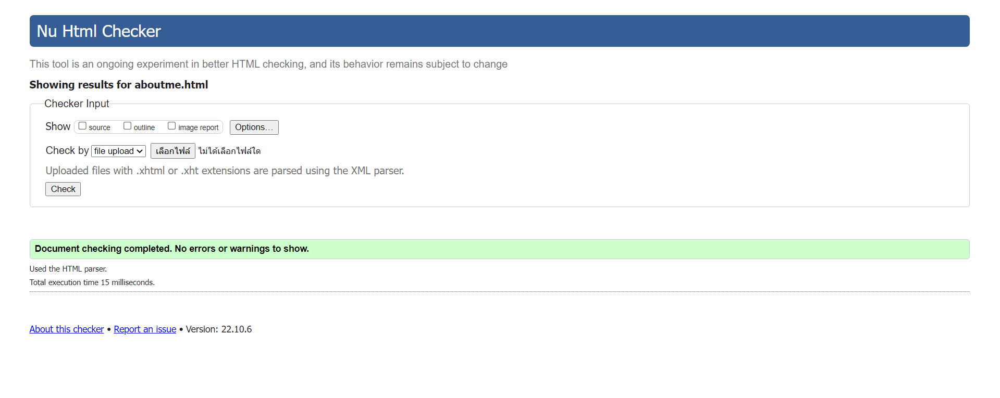 Nu Html Checker
This tool is an ongoing experiment in better HTML checking, and its behavior remains subject to change
Showing results for aboutme.html
Checker Input
Show source outline image report Options...
Check by file upload เลือกไฟล์ ไม่ได้เลือกไฟล์ใด
Uploaded files with .xhtml or .xht extensions are parsed using the XML parser.
Check
Document checking completed. No errors or warnings to show.
Used the HTML parser.
Total execution time 15 milliseconds.
About this checker • Report an issue • Version: 22.10.6